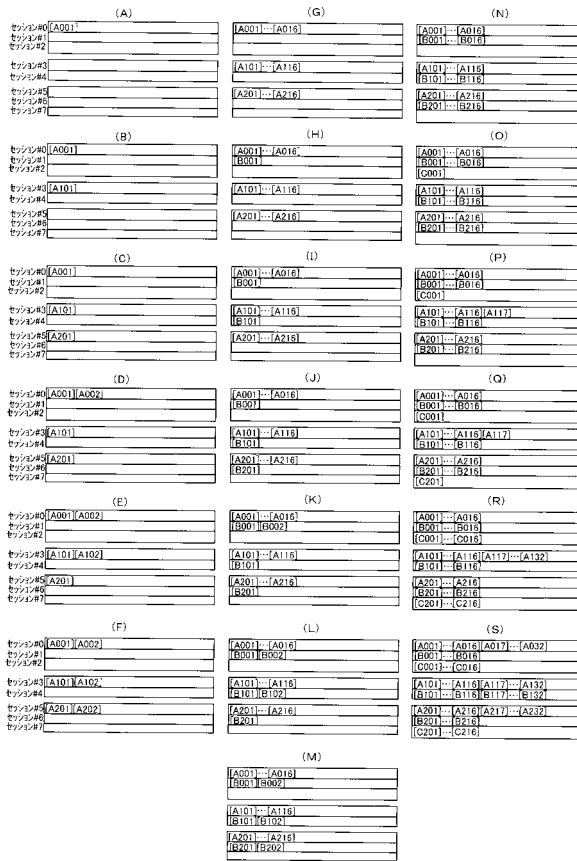 (A)
セッション#0 [A001]
セッション#1
セッション#2
セッション#3
セッション#4
セッション#5
セッション#6
セッション#7
(B)
セッション#0 [A001]
セッション#1
セッション#2
セッション#3 [A101]
セッション#4
セッション#5
セッション#6
セッション#7
(C)
セッション#0 [A001]
セッション#1
セッション#2
セッション#3 [A101]
セッション#4
セッション#5 [A201]
セッション#6
セッション#7
(D)
セッション#0 [A001][A002]
セッション#1
セッション#2
セッション#3 [A101]
セッション#4
セッション#5 [A201]
セッション#6
セッション#7
(E)
セッション#0 [A001][A002]
セッション#1
セッション#2
セッション#3 [A101][A102]
セッション#4
セッション#5 [A201]
セッション#6
セッション#7
(F)
セッション#0 [A001][A002]
セッション#1
セッション#2
セッション#3 [A101][A102]
セッション#4
セッション#5 [A201][A202]
セッション#6
セッション#7
(G)
[A001]…[A016]
[A101]…[A116]
[A201]…[A216]
(H)
[A001]…[A016]
[B001]
[A101]…[A116]
[A201]…[A216]
(I)
[A001]…[A016]
[B001]
[A101]…[A116]
[B101]
[A201]…[A216]
(J)
[A001]…[A016]
[B001]
[A101]…[A116]
[B101]
[A201]…[A216]
[B201]
(K)
[A001]…[A016]
[B001][B002]
[A101]…[A116]
[B101]
[A201]…[A216]
[B201]
(L)
[A001]…[A016]
[B001][B002]
[A101]…[A116]
[B101][B102]
[A201]…[A216]
[B201]
(M)
[A001]…[A016]
[B001][B002]
[A101]…[A116]
[B101][B102]
[A201]…[A216]
[B201][B202]
(N)
[A001]…[A016]
[B001]…[B016]
[A101]…[A116]
[B101]…[B116]
[A201]…[A216]
[B201]…[B216]
(O)
[A001]…[A016]
[B001]…[B016]
[C001]
[A101]…[A116]
[B101]…[B116]
[A201]…[A216]
[B201]…[B216]
(P)
[A001]…[A016]
[B001]…[B016]
[C001]
[A101]…[A116][A117]
[B101]…[B116]
[A201]…[A216]
[B201]…[B216]
(Q)
[A001]…[A016]
[B001]…[B016]
[C001]
[A101]…[A116][A117]
[B101]…[B116]
[A201]…[A216]
[B201]…[B216]
[C201]
(R)
[A001]…[A016]
[B001]…[B016]
[C001]…[C016]
[A101]…[A116][A117]…[A132]
[B101]…[B116]
[A201]…[A216]
[B201]…[B216]
[C201]…[C216]
(S)
[A001]…[A016][A017]…[A032]
[B001]…[B016]
[C001]…[C016]
[A101]…[A116][A117]…[A132]
[B101]…[B116][B117]…[B132]
[A201]…[A216][A217]…[A232]
[B201]…[B216]
[C201]…[C216]